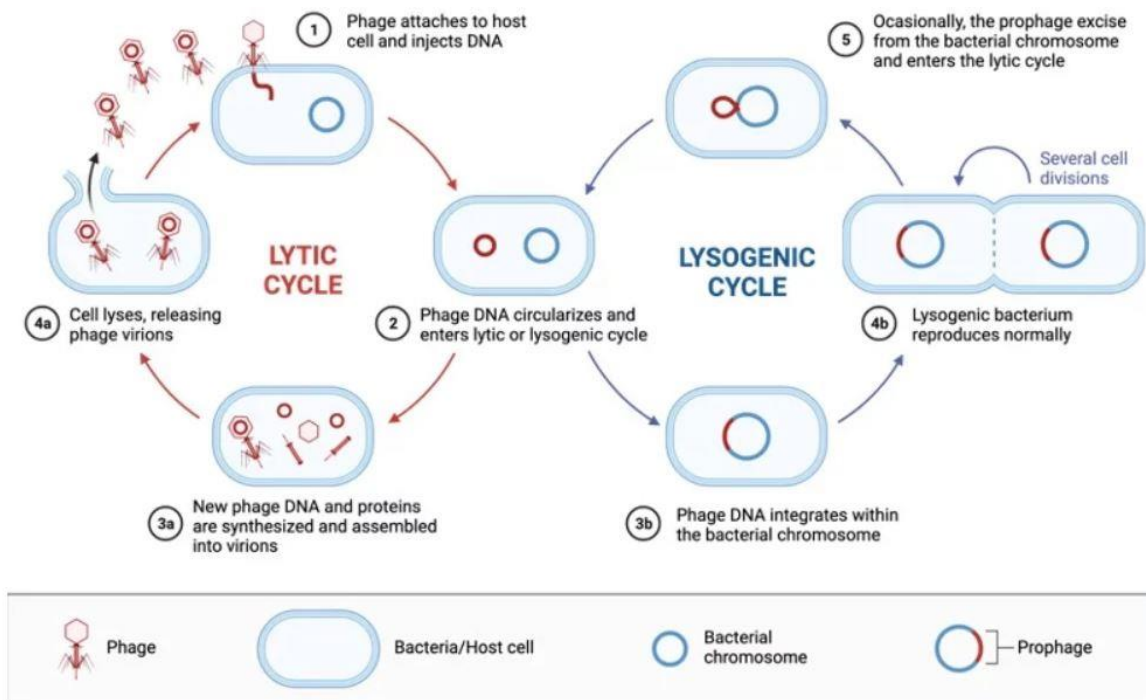 1
Phage attaches to host
cell and injects DNA
5
Ocasionally, the prophage excise
from the bacterial chromosome
and enters the lytic cycle
Several cell
divisions
LYTIC
CYCLE
LYSOGENIC
CYCLE
4a
Cell lyses, releasing
phage virions
2
Phage DNA circularizes and
enters lytic or lysogenic cycle
4b
Lysogenic bacterium
reproduces normally
3a
New phage DNA and proteins
are synthesized and assembled
into virions
3b
Phage DNA integrates within
the bacterial chromosome
Phage
Bacteria/Host cell
Bacterial
chromosome
Prophage